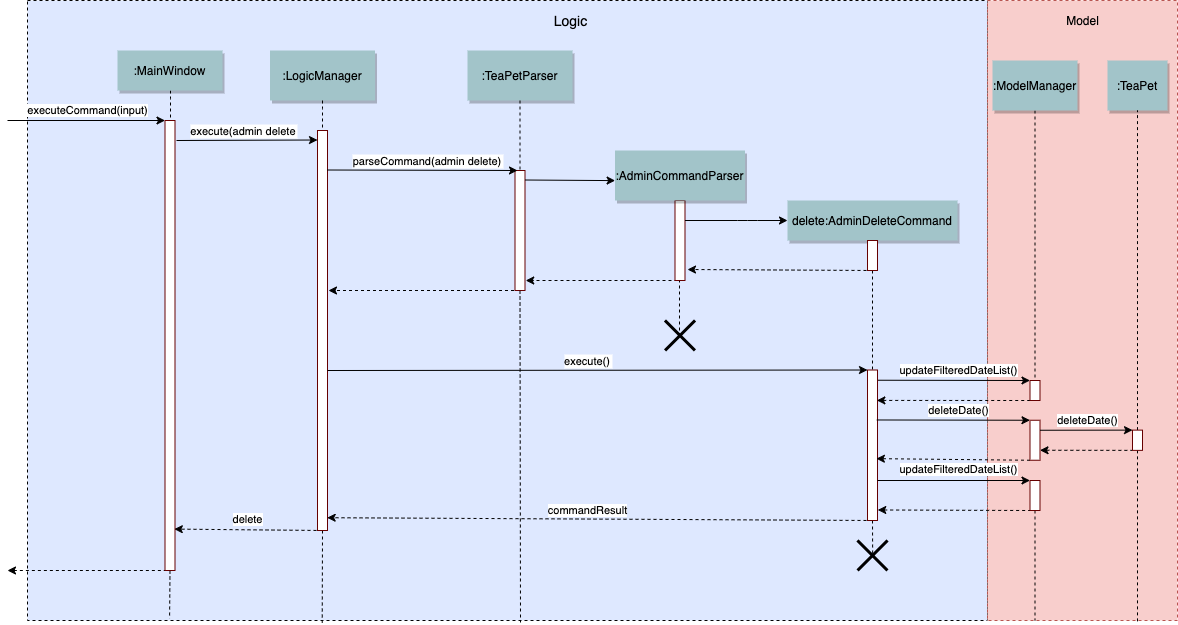 Logic
Model
:MainWindow
:LogicManager
:TeaPetParser
:ModelManager
:TeaPet
executeCommand(input)
execute(admin delete
parseCommand(admin delete)
:AdminCommandParser
delete:AdminDeleteCommand
execute()
updateFilteredDateList()
deleteDate()
deleteDate()
updateFilteredDateList()
commandResult
delete